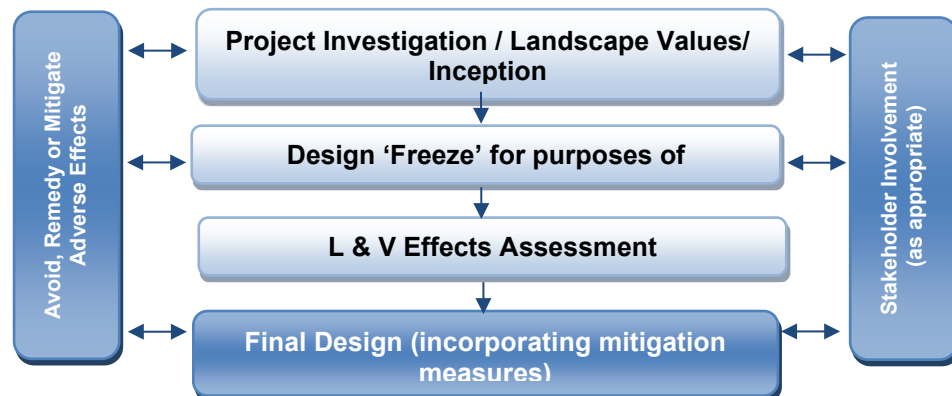 Avoid, Remedy or Mitigate
Adverse Effects
Project Investigation / Landscape Values/
Inception
Design ‘Freeze’ for purposes of
L & V Effects Assessment
Final Design (incorporating mitigation
measures)
Stakeholder Involvement
(as appropriate)